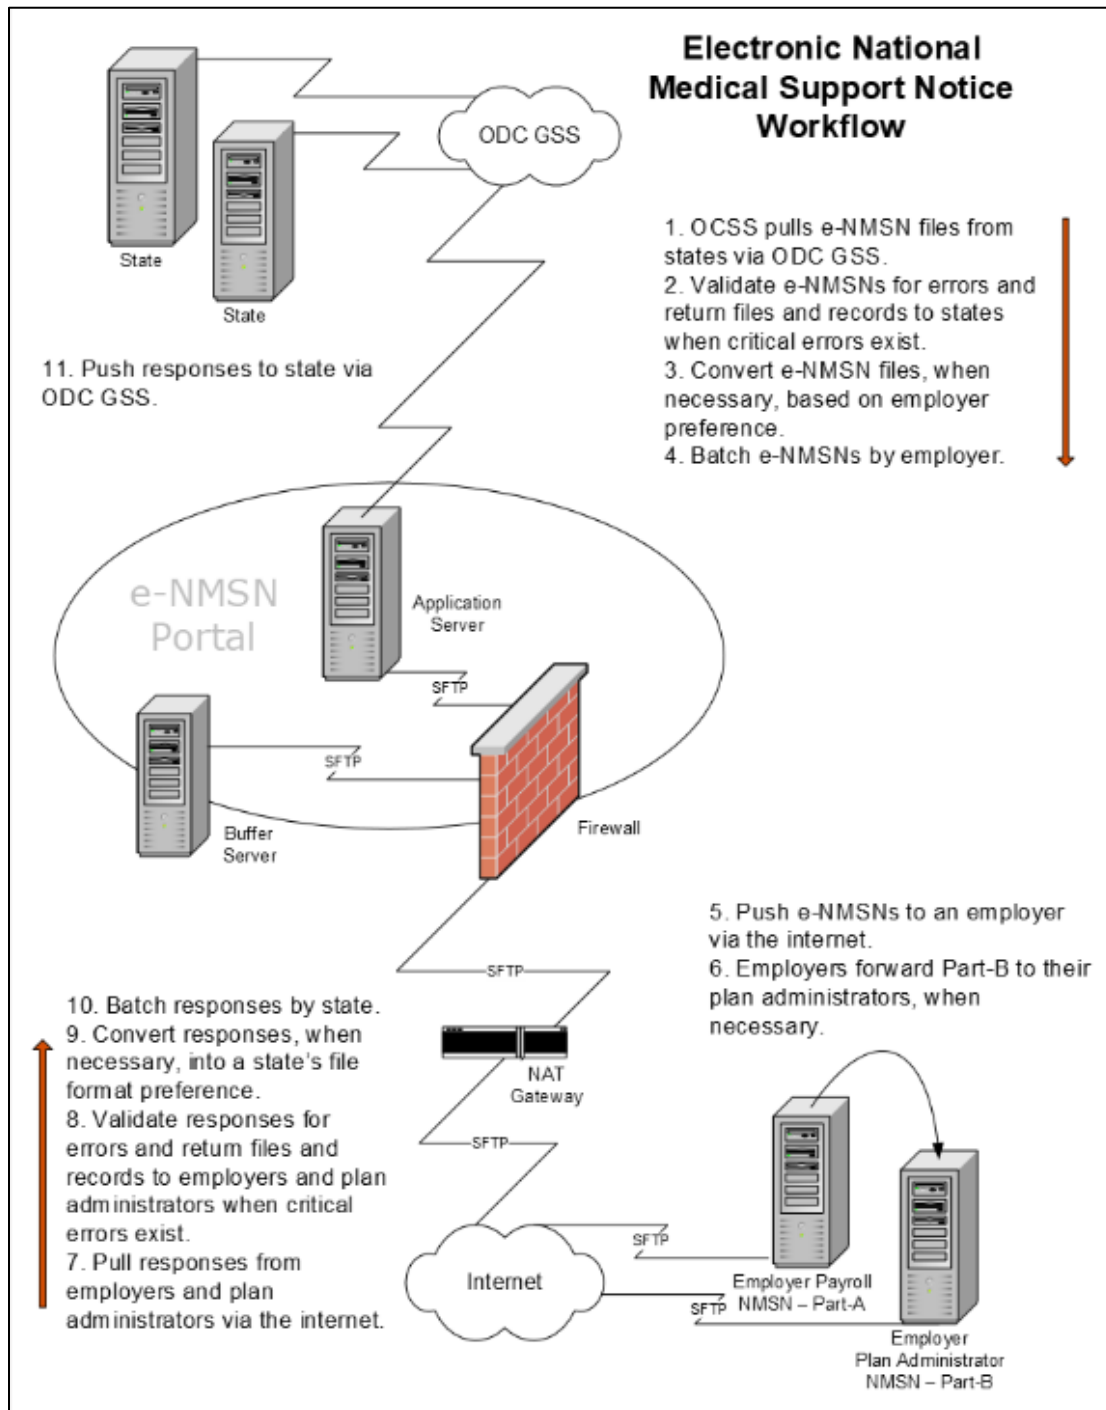 Electronic National
Medical Support Notice
Workflow
ODC GSS
State
State
1. OCSS pulls e-NMSN files from
states via ODC GSS.
2. Validate e-NMSNs for errors and
return files and records to states
when critical errors exist.
3. Convert e-NMSN files, when
necessary, based on employer
preference.
4. Batch e-NMSNs by employer.
11. Push responses to state via
ODC GSS.
e-NMSN
Portal
Application
Server
SFTP
SFTP
Buffer
Server
Firewall
5. Push e-NMSNs to an employer
via the internet.
6. Employers forward Part-B to their
plan administrators, when
necessary.
SFTP
NAT
Gateway
SFTP
10. Batch responses by state.
9. Convert responses, when
necessary, into a state's file
format preference.
8. Validate responses for
errors and return files and
records to employers and plan
administrators when critical
errors exist.
7. Pull responses from
employers and plan
administrators via the internet.
Internet
SFTP
SFTP
Employer Payroll
NMSN – Part-A
Employer
Plan Administrator
NMSN – Part-B